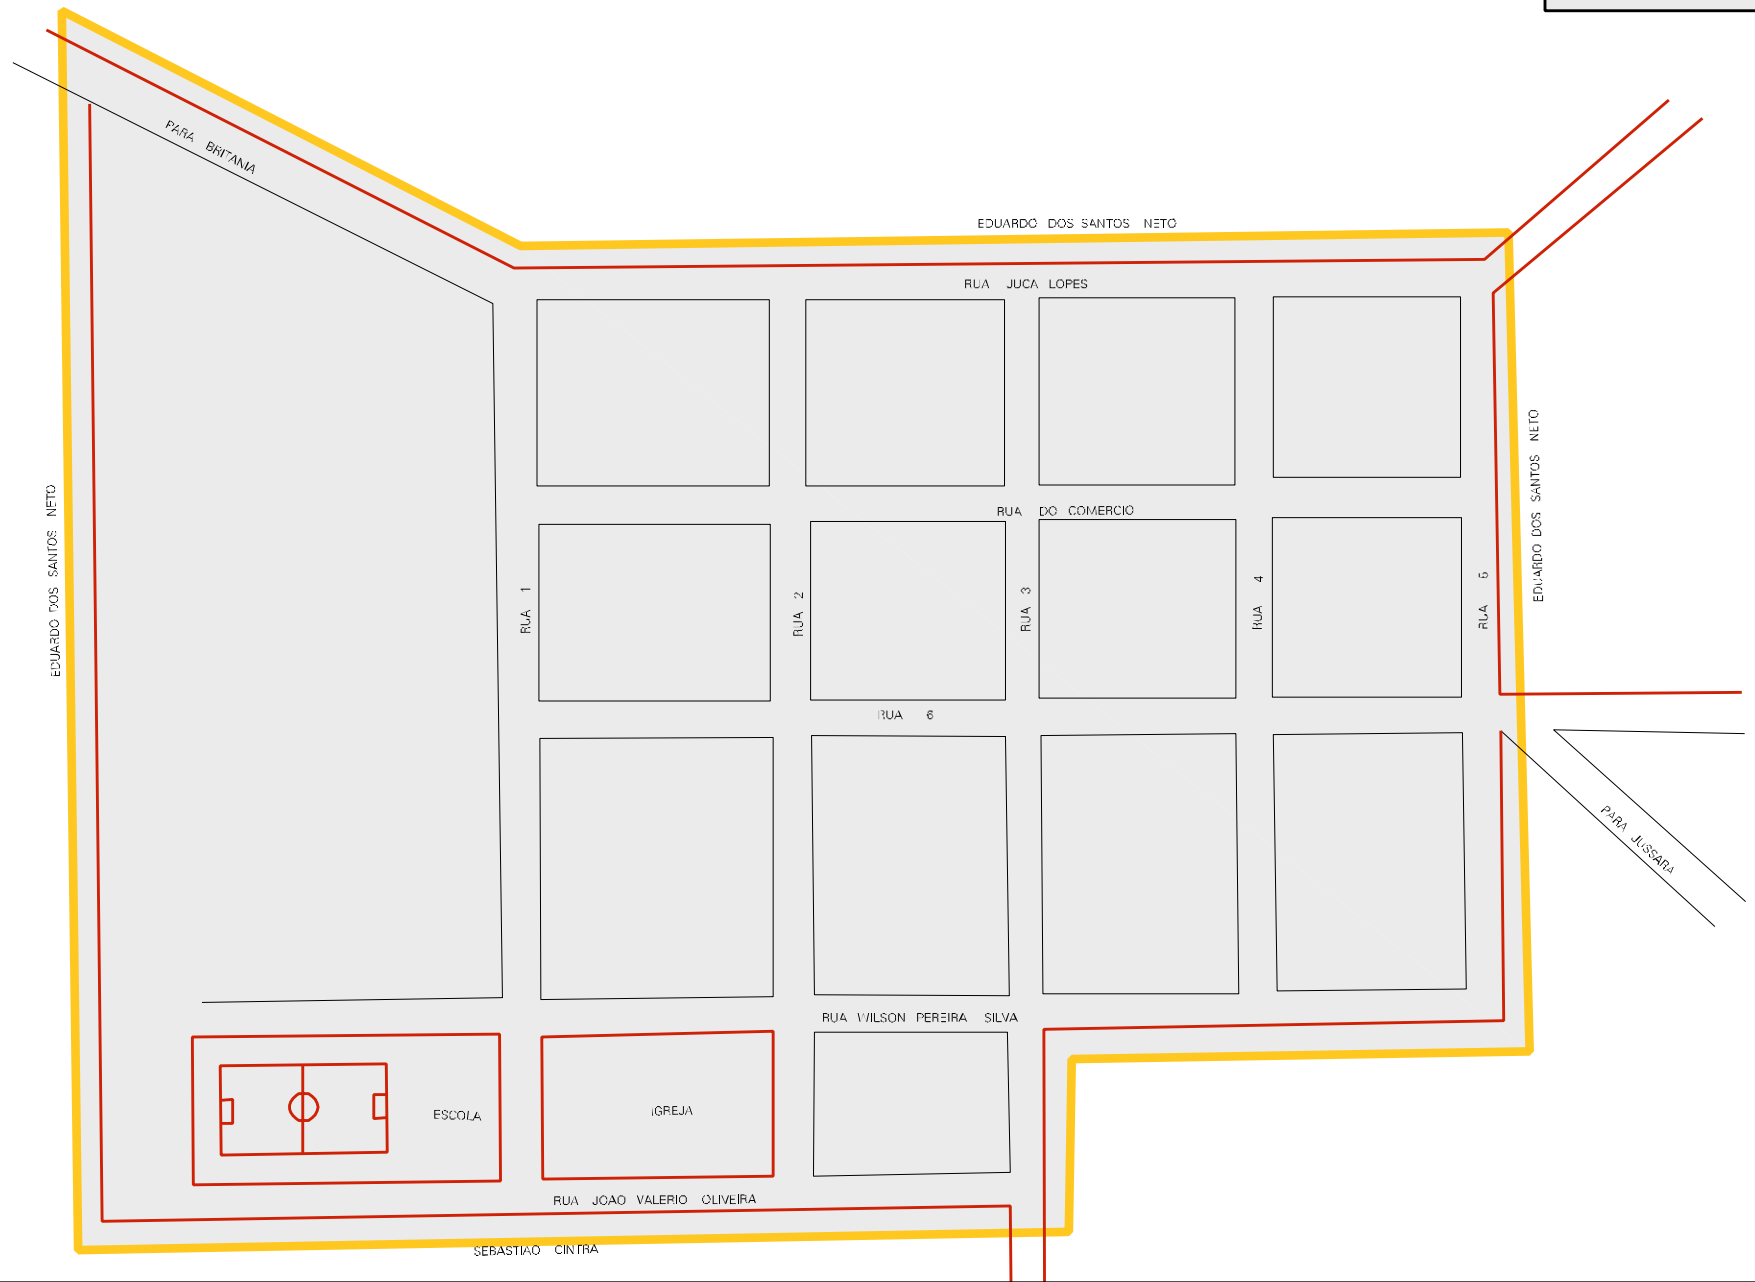 PARA BRITANIA
EDUARDO DOS SANTOS NETO
RUA JUCA LOPES
EDUARDO DOS SANTOS NETO
EDUARDO DOS SANTOS NETO
RUA DO COMERCIO
RUA 1
RUA 2
RUA 3
RUA 4
RUA
RUA 6
PARA JUSSARA
RUA WILSON PEREIRA SILVA
ESCOLA
IGREJA
RUA JOAO VALERIO OLIVEIRA
SEBASTIAO CINTRA